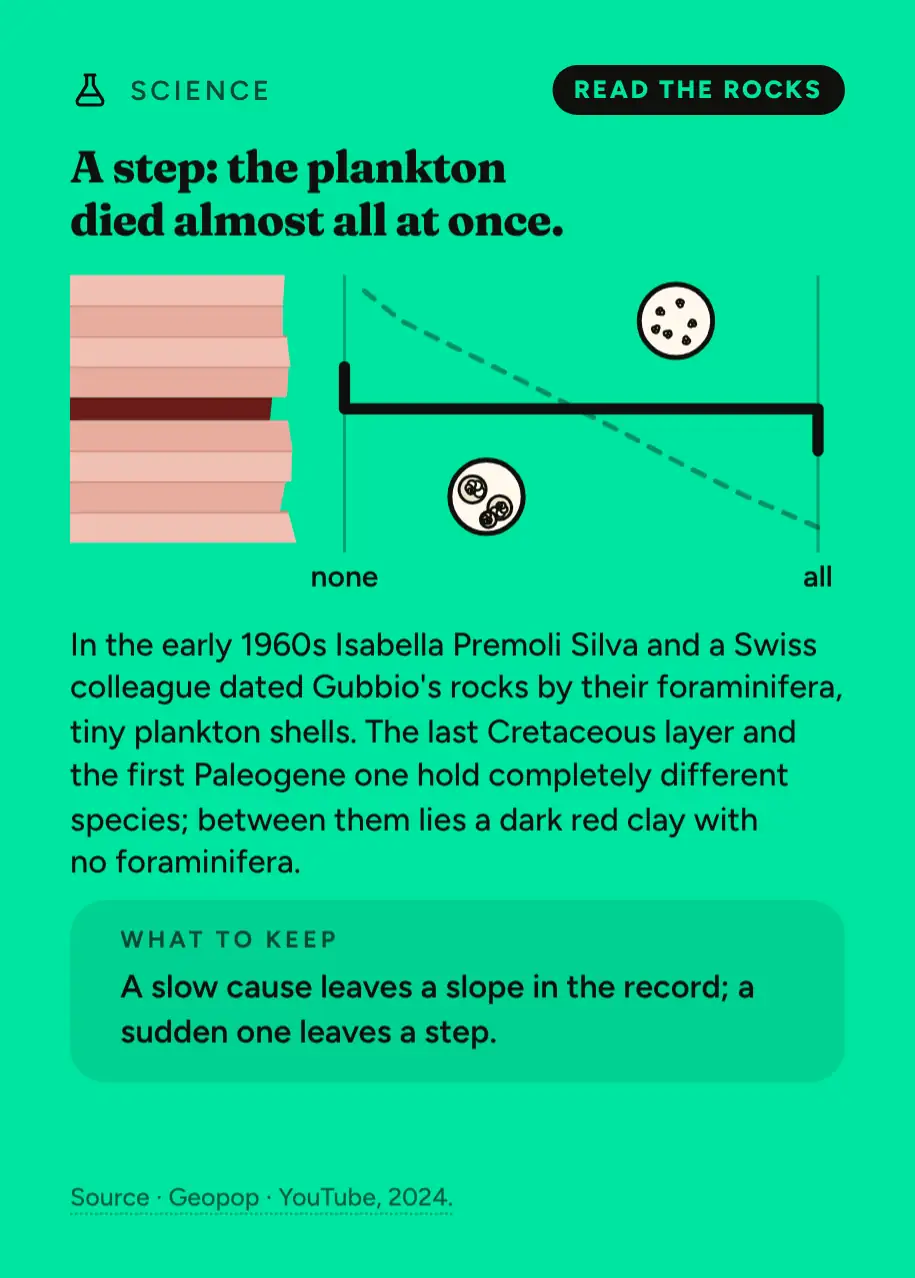 SCIENCE
READ THE ROCKS
A step: the plankton
died almost all at once.
none
all
In the early 1960s Isabella Premoli Silva and a Swiss
colleague dated Gubbio's rocks by their foraminifera,
tiny plankton shells. The last Cretaceous layer and
the first Paleogene one hold completely different
species; between them lies a dark red clay with
no foraminifera.
WHAT TO KEEP
A slow cause leaves a slope in the record; a
sudden one leaves a step.
Source · Geopop · YouTube, 2024.